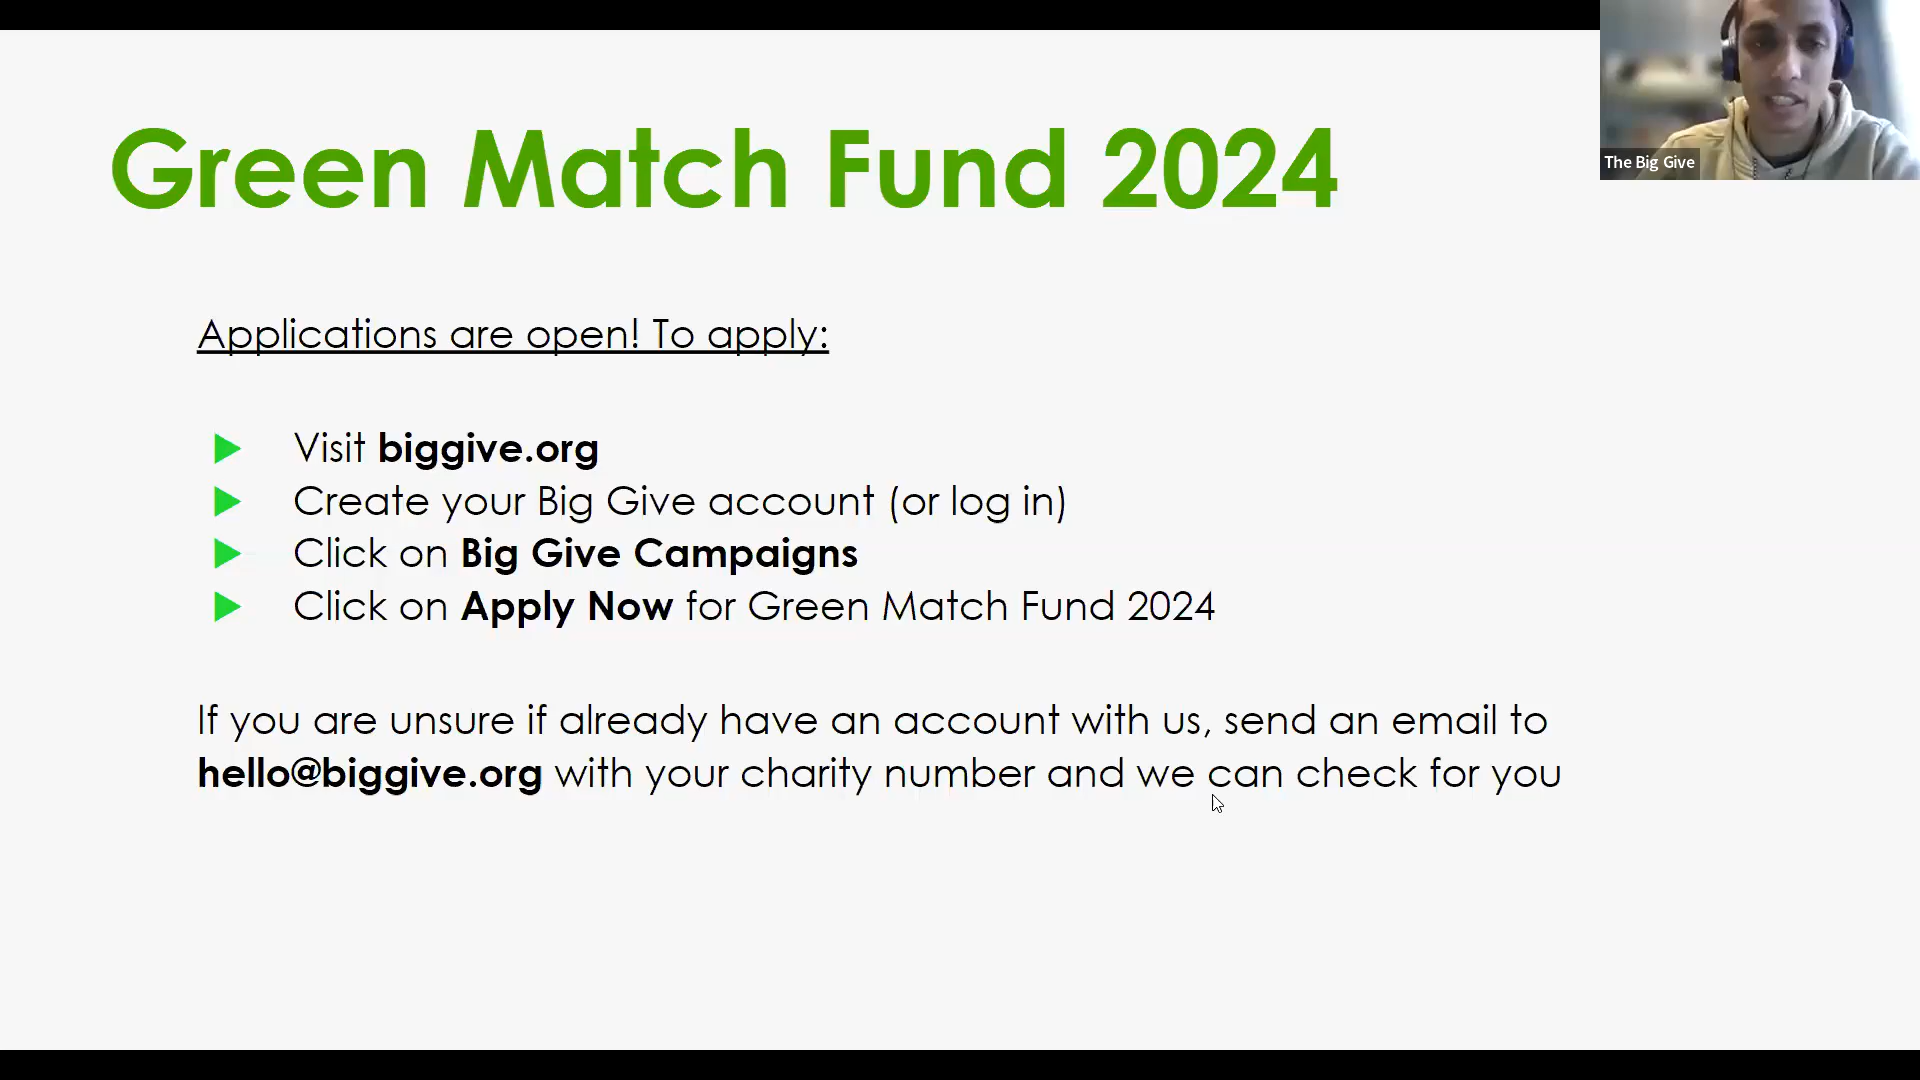 Green Match Fund 2024
The Big Give
Applications are open! To apply:
Visit biggive.org
Create your Big Give account (or log in)
Click on Big Give Campaigns
Click on Apply Now for Green Match Fund 2024
If you are unsure if already have an account with us, send an email to
hello@biggive.org with your charity number and we can check for you